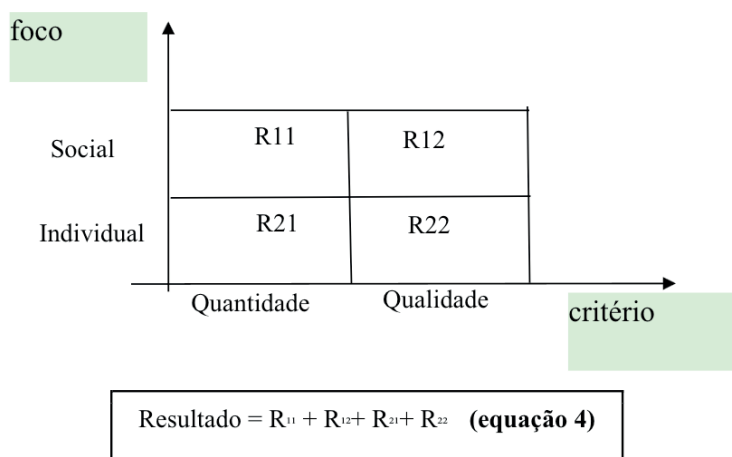 foco
Social
R11
R12
Individual
R21
R22
Quantidade
Qualidade
critério
Resultado = R₁₁ + R₁₂+ R₂₁+ R₂₂ (equação 4)